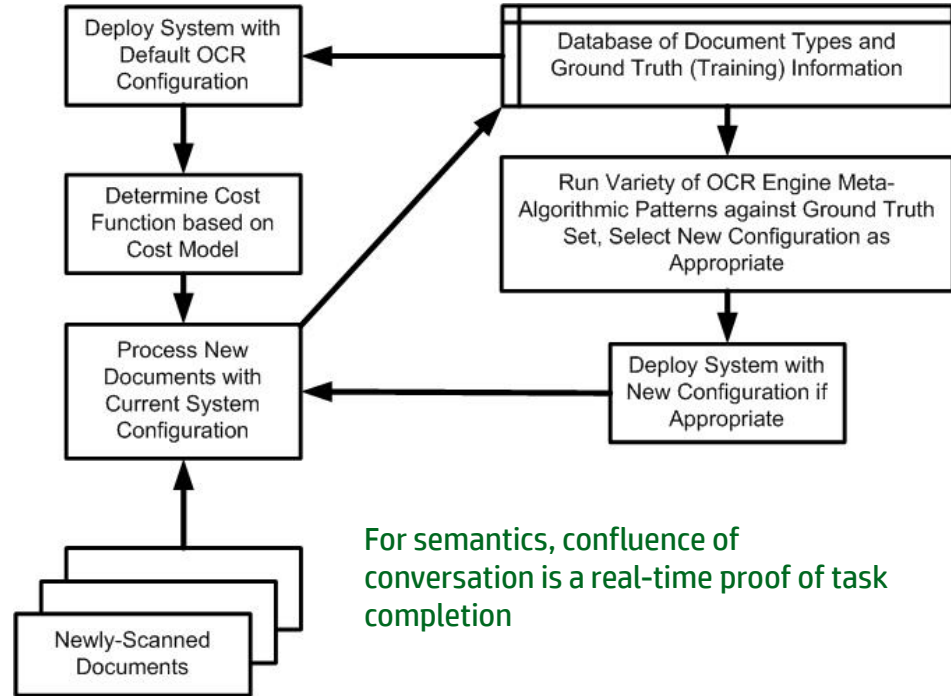 Deploy System with
Default OCR
Configuration
Database of Document Types and
Ground Truth (Training) Information
Determine Cost
Function based on
Cost Model
Run Variety of OCR Engine Meta-
Algorithmic Patterns against Ground Truth
Set, Select New Configuration as
Appropriate
Process New
Documents with
Current System
Configuration
Deploy System with
New Configuration if
Appropriate
For semantics, confluence of
conversation is a real-time proof of task
completion
Newly-Scanned
Documents